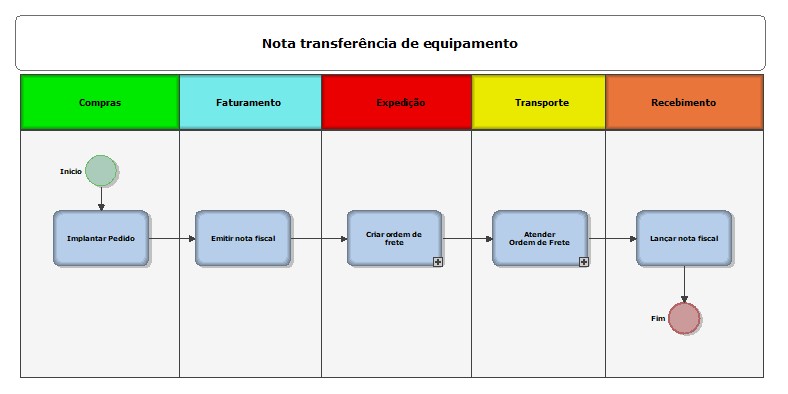 Nota transferência de equipamento
Compras
Faturamento
Expedição
Transporte
Recebimento
Início
Implantar Pedido
Emitir nota fiscal
Criar ordem de
frete
Atender
Ordem de Frete
Lançar nota fiscal
Fim